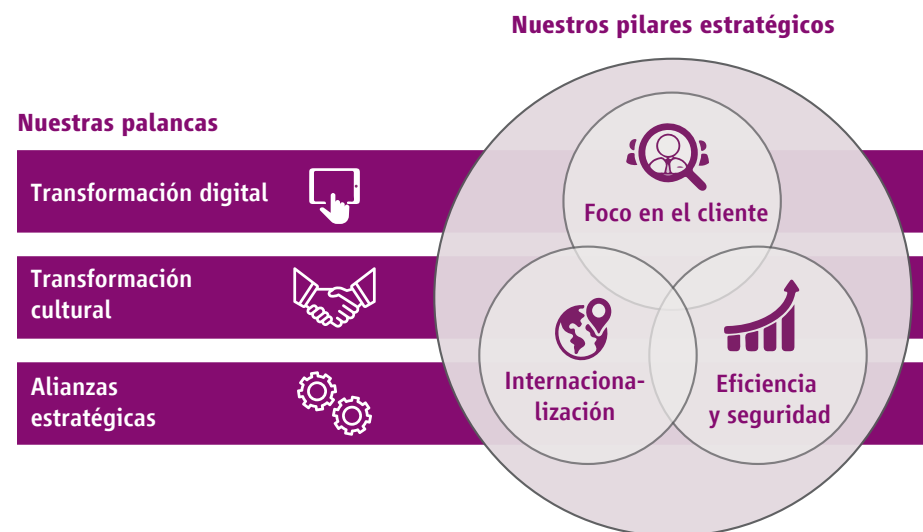 Nuestros pilares estratégicos
Nuestras palancas
Transformación digital
Transformación
cultural
Alianzas
estratégicas
Foco en el cliente
Internaciona-
lización
Eficiencia
y seguridad